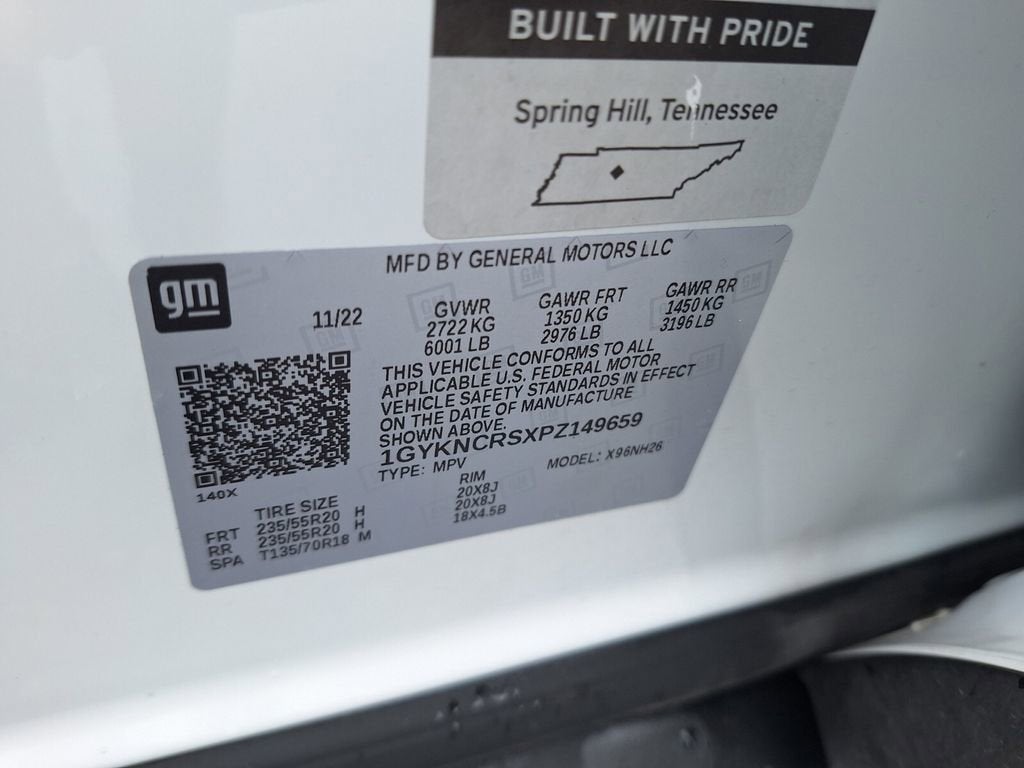 BUILT WITH PRIDE
Spring Hill, Tennessee
MFD BY GENERAL MOTORS LLC
gm
11/22
GVWR GAWR FRT GAWR RR
2722 KG 1350 KG 1450 KG
6001 LB 2976 LB 3196 LB
THIS VEHICLE CONFORMS TO ALL
APPLICABLE U.S. FEDERAL MOTOR
VEHICLE SAFETY STANDARDS IN EFFECT
ON THE DATE OF MANUFACTURE
SHOWN ABOVE.
1GYKNCRSXPZ149659
TYPE: MPV MODEL: X96NH26
140X
TIRE SIZE RIM
FRT 235/55R20 H 20X8J
RR 235/55R20 H 20X8J
SPA T135/70R18 M 18X4.5B